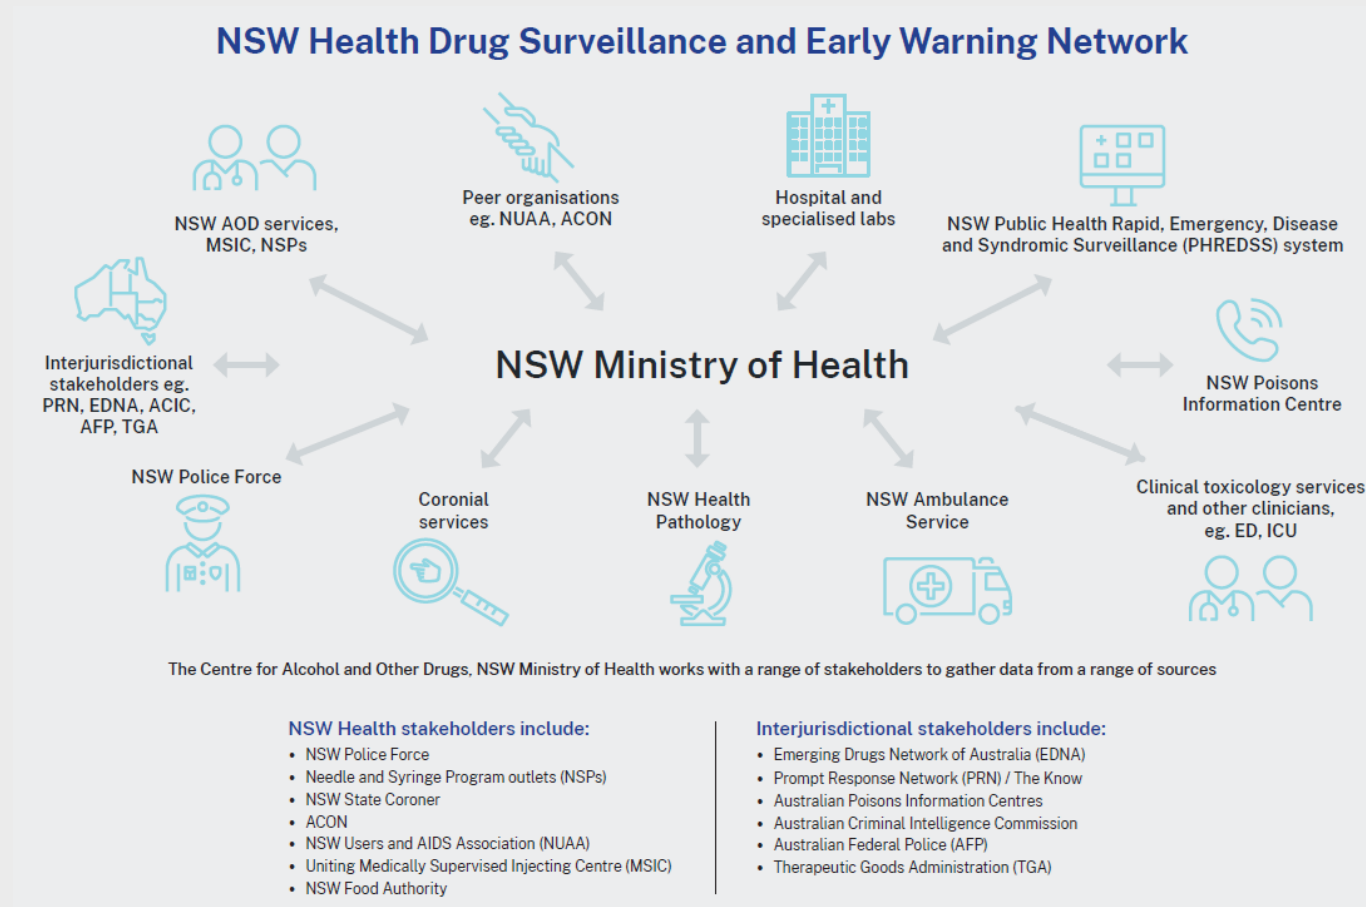 NSW Health Drug Surveillance and Early Warning Network
NSW AOD services,
MSIC, NSPs
Peer organisations
eg. NUAA, ACON
Hospital and
specialised labs
NSW Public Health Rapid, Emergency, Disease
and Syndromic Surveillance (PHREDSS) system
Interjurisdictional
stakeholders eg.
PRN, EDNA, ACIC,
AFP, TGA
NSW Ministry of Health
NSW Poisons
Information Centre
NSW Police Force
Coronial
services
NSW Health
Pathology
NSW Ambulance
Service
Clinical toxicology services
and other clinicians,
eg. ED, ICU
The Centre for Alcohol and Other Drugs, NSW Ministry of Health works with a range of stakeholders to gather data from a range of sources
NSW Health stakeholders include:
• NSW Police Force
• Needle and Syringe Program outlets (NSPs)
• NSW State Coroner
• ACON
• NSW Users and AIDS Association (NUAA)
• Uniting Medically Supervised Injecting Centre (MSIC)
• NSW Food Authority
Interjurisdictional stakeholders include:
• Emerging Drugs Network of Australia (EDNA)
• Prompt Response Network (PRN) / The Know
• Australian Poisons Information Centres
• Australian Criminal Intelligence Commission
• Australian Federal Police (AFP)
• Therapeutic Goods Administration (TGA)